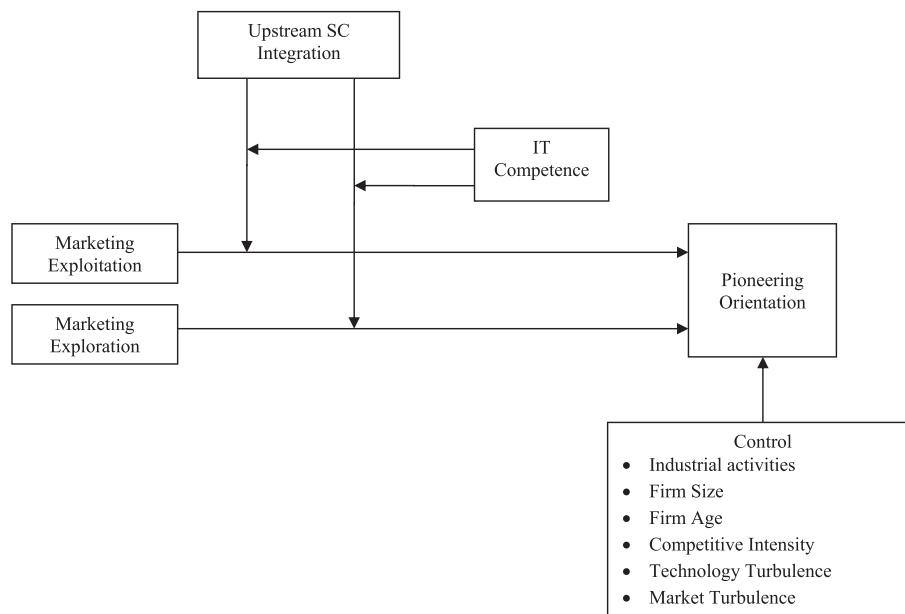 Upstream SC
Integration
IT
Competence
Marketing
Exploitation
Pioneering
Orientation
Marketing
Exploration
Control
• Industrial activities
• Firm Size
• Firm Age
• Competitive Intensity
• Technology Turbulence
• Market Turbulence